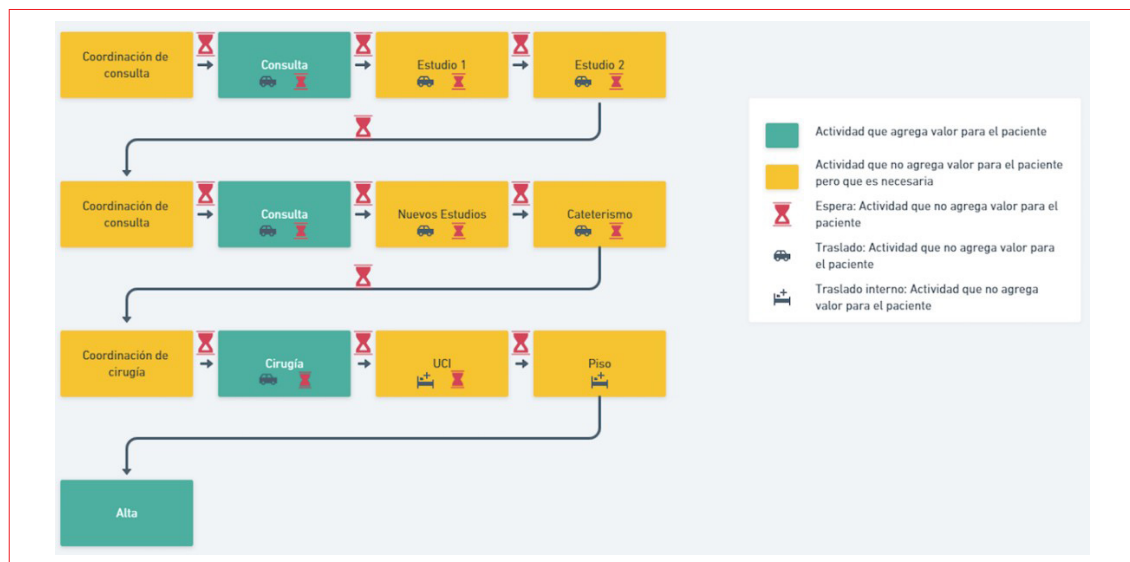 Coordinación de
consulta
Consulta
Estudio 1
Estudio 2
Coordinación de
consulta
Consulta
Nuevos Estudios
Cateterismo
Coordinación de
cirugía
Cirugía
UCI
Piso
Alta
Actividad que agrega valor para el paciente
Actividad que no agrega valor para el paciente
pero que es necesaria
Espera: Actividad que no agrega valor para el
paciente
Traslado: Actividad que no agrega valor para
el paciente
Traslado interno: Actividad que no agrega
valor para el paciente